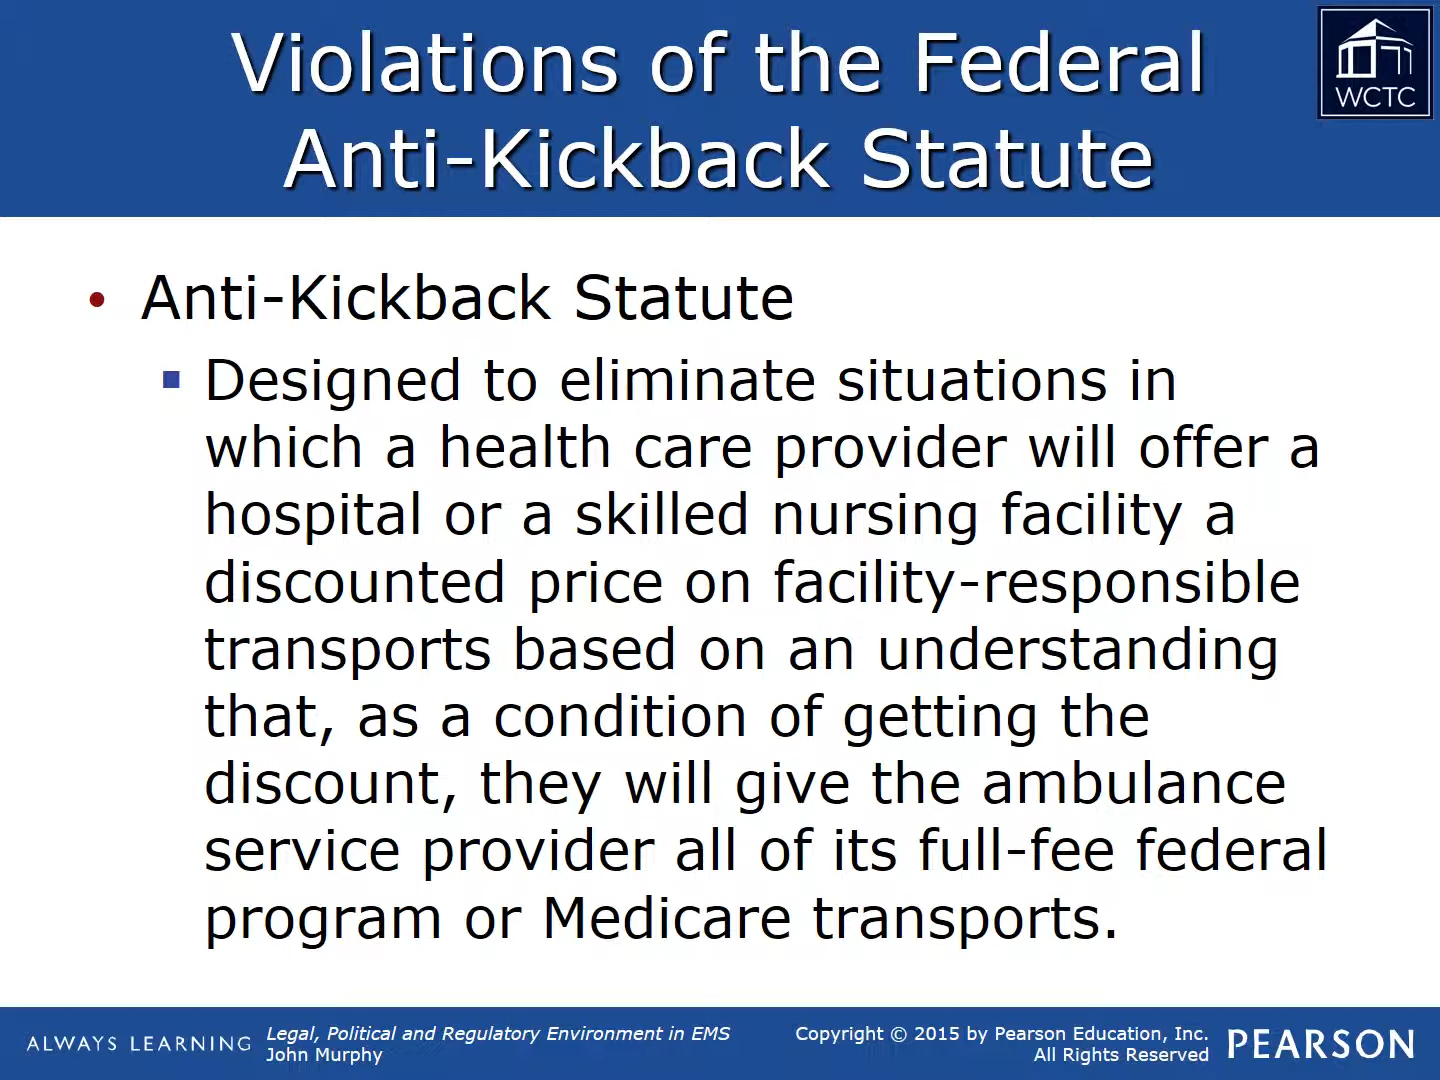 Violations of the Federal
Anti-Kickback Statute
WCTC
• Anti-Kickback Statute
▪ Designed to eliminate situations in
which a health care provider will offer a
hospital or a skilled nursing facility a
discounted price on facility-responsible
transports based on an understanding
that, as a condition of getting the
discount, they will give the ambulance
service provider all of its full-fee federal
program or Medicare transports.
ALWAYS LEARNING
Legal, Political and Regulatory Environment in EMS
John Murphy
Copyright © 2015 by Pearson Education, Inc.
All Rights Reserved
PEARSON